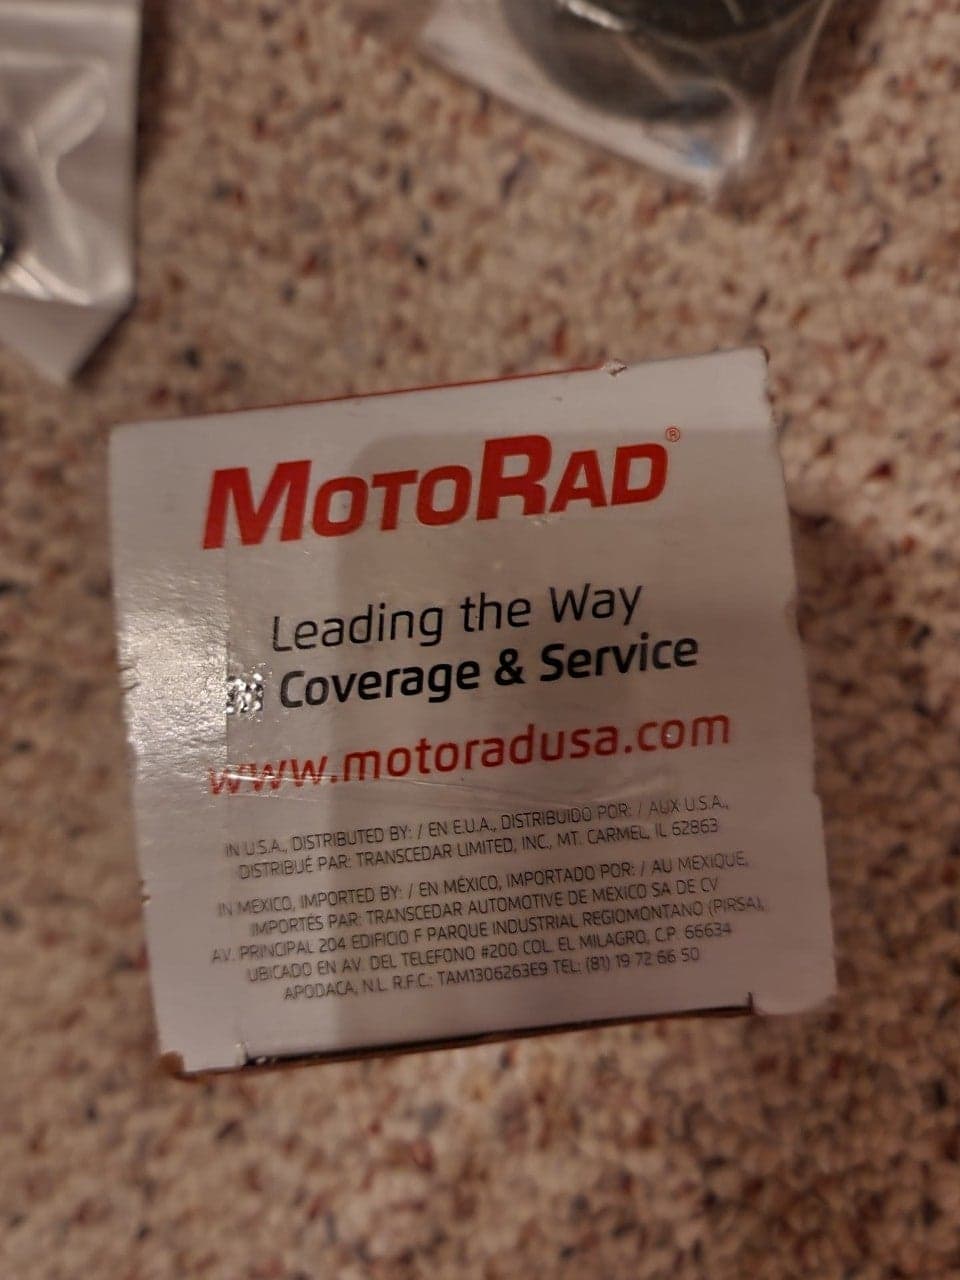 MOTORAD®
Leading the Way
in Coverage & Service
www.motoradusa.com
IN U.S.A., DISTRIBUTED BY: / EN E.U.A., DISTRIBUIDO POR: / AUX U.S.A.,
DISTRIBUÉ PAR: TRANSCEDAR LIMITED, INC., MT. CARMEL, IL 62863
IN MEXICO, IMPORTED BY: / EN MÉXICO, IMPORTADO POR: / AU MEXIQUE,
IMPORTÉS PAR: TRANSCEDAR AUTOMOTIVE DE MEXICO SA DE CV
AV. PRINCIPAL 204 EDIFICIO F PARQUE INDUSTRIAL REGIOMONTANO (PIRSA),
UBICADO EN AV. DEL TELEFONO #200 COL. EL MILAGRO, C.P. 66634
APODACA, N.L. R.F.C.: TAM1306263E9 TEL: (81) 19 72 66 50